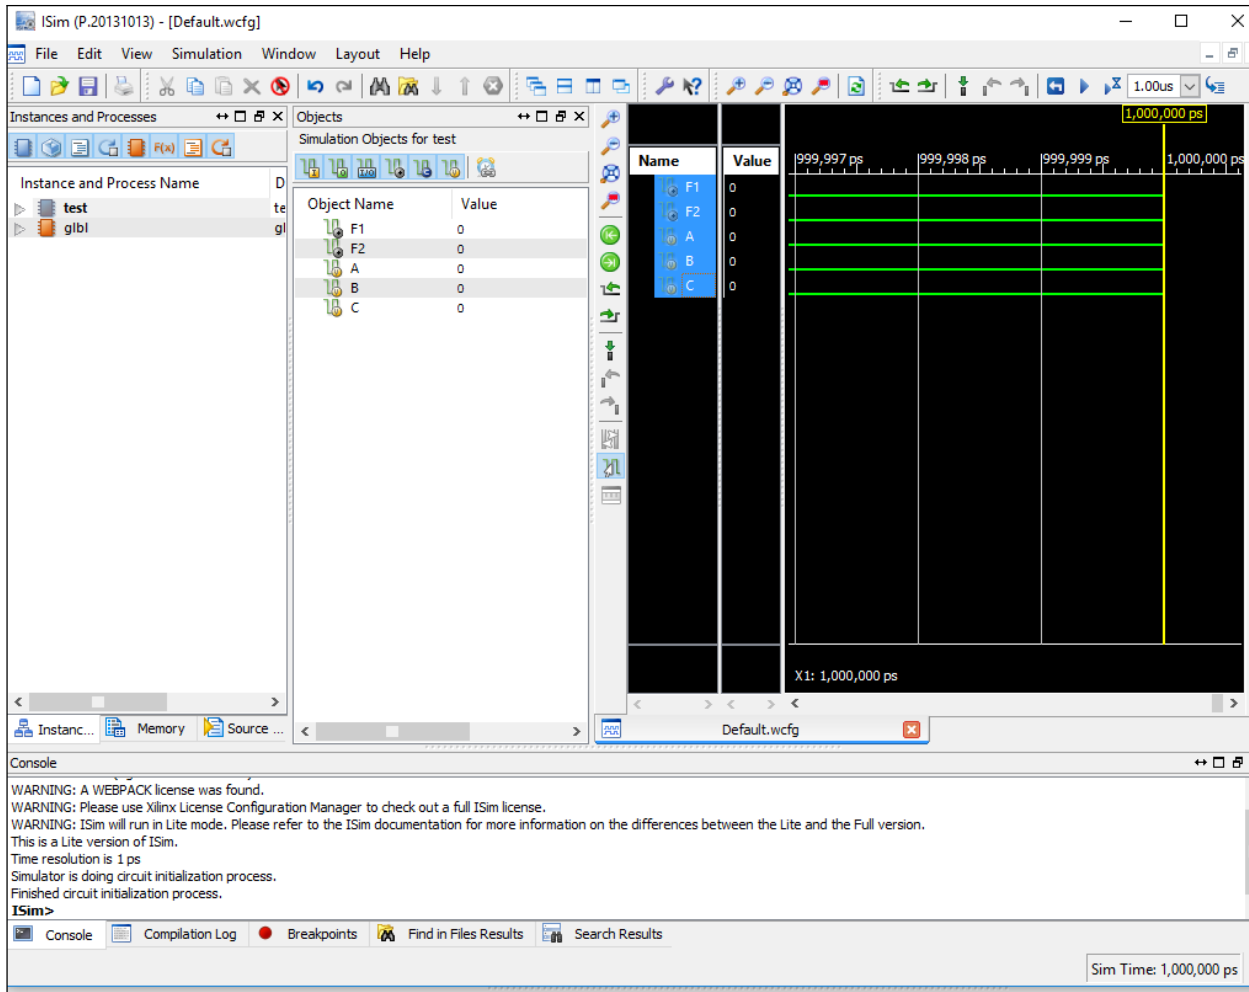 ISim (P.20131013) - [Default.wcfg]
File Edit View Simulation Window Layout Help
1.00us
Instances and Processes
F(x)
Instance and Process Name D
test te
glbl gl
Objects
Simulation Objects for test
Object Name Value
F1 0
F2 0
A 0
B 0
C 0
1,000,000 ps
Name Value
999,997 ps 999,998 ps 999,999 ps 1,000,000 ps
F1 0
F2 0
A 0
B 0
C 0
X1: 1,000,000 ps
Instanc... Memory Source ...
Default.wcfg
Console
WARNING: A WEBPACK license was found.
WARNING: Please use Xilinx License Configuration Manager to check out a full ISim license.
WARNING: ISim will run in Lite mode. Please refer to the ISim documentation for more information on the differences between the Lite and the Full version.
This is a Lite version of ISim.
Time resolution is 1 ps
Simulator is doing circuit initialization process.
Finished circuit initialization process.
ISim>
Console Compilation Log Breakpoints Find in Files Results Search Results
Sim Time: 1,000,000 ps